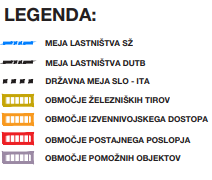 LEGENDA:
MEJA LASTNIŠTVA SŽ
MEJA LASTNIŠTVA DUTB
DRŽAVNA MEJA SLO - ITA
OBMOČJE ŽELEZNIŠKIH TIROV
OBMOČJE IZVENNIVOJSKEGA DOSTOPA
OBMOČJE POSTAJNEGA POSLOPJA
OBMOČJE POMOŽNIH OBJEKTOV